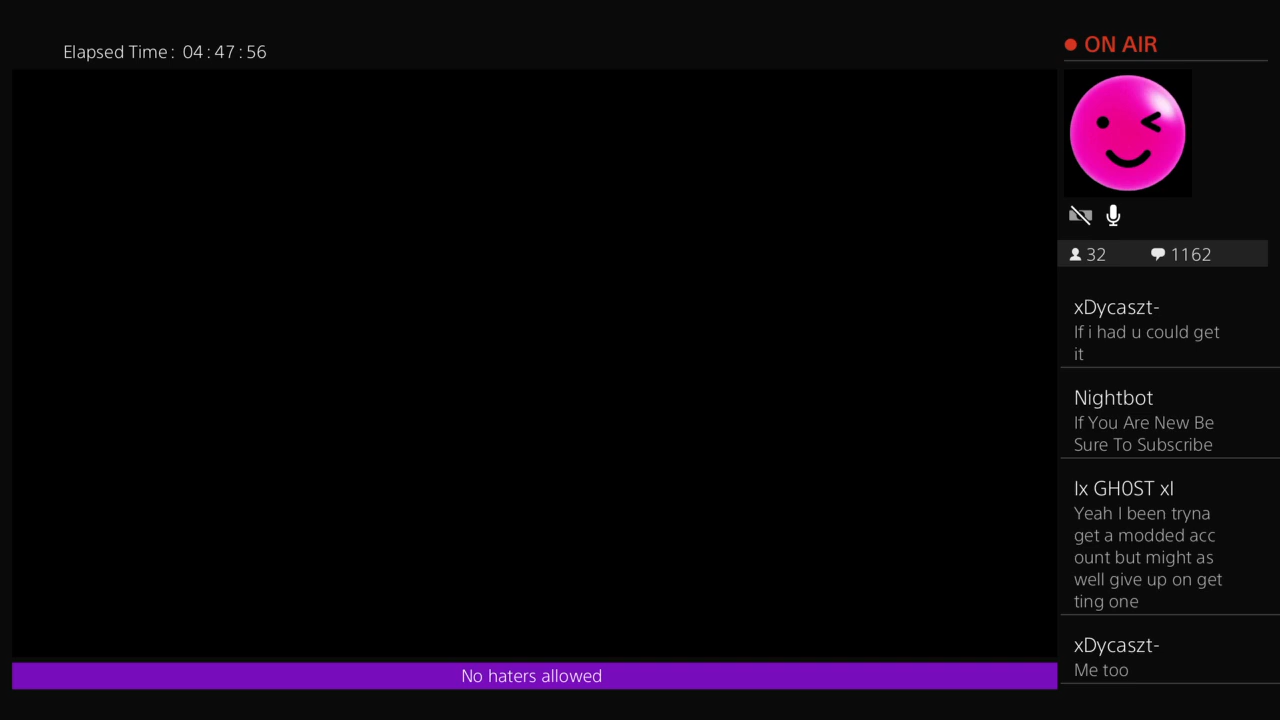 Elapsed Time: 04:47:56
ON AIR
32 1162
xDycaszt-
If i had u could get
it
Nightbot
If You Are New Be
Sure To Subscribe
Ix GH0ST xI
Yeah I been tryna
get a modded acc
ount but might as
well give up on get
ting one
xDycaszt-
Me too
No haters allowed